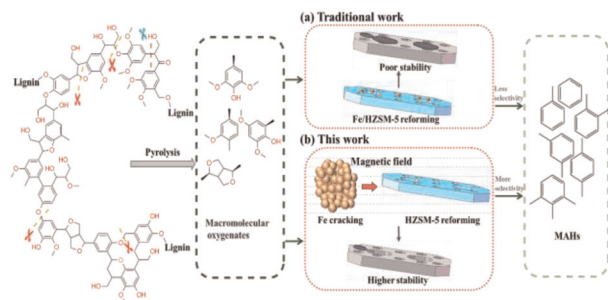 (a) Traditional work
Lignin
Lignin
Poor stability
Fe/HZSM-5 reforming
Less
selectivity
Pyrolysis
(b) This work
Magnetic field
Fe cracking
HZSM-5 reforming
More
selectivity
Macromolecular
oxygenates
Lignin
Higher stability
MAHs